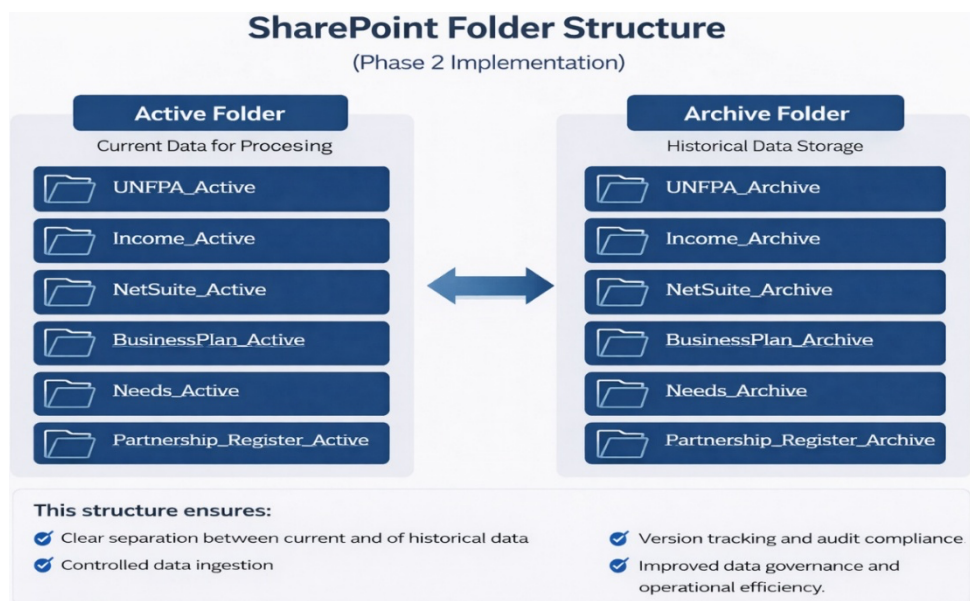 SharePoint Folder Structure
(Phase 2 Implementation)
Active Folder
Current Data for Procesing
UNFPA_Active
Income_Active
NetSuite_Active
BusinessPlan_Active
Needs_Active
Partnership_Register_Active
Archive Folder
Historical Data Storage
UNFPA_Archive
Income_Archive
NetSuite_Archive
BusinessPlan_Archive
Needs_Archive
Partnership_Register_Archive
This structure ensures:
Clear separation between current and of historical data
Controlled data ingestion
Version tracking and audit compliance
Improved data governance and
operational efficiency.